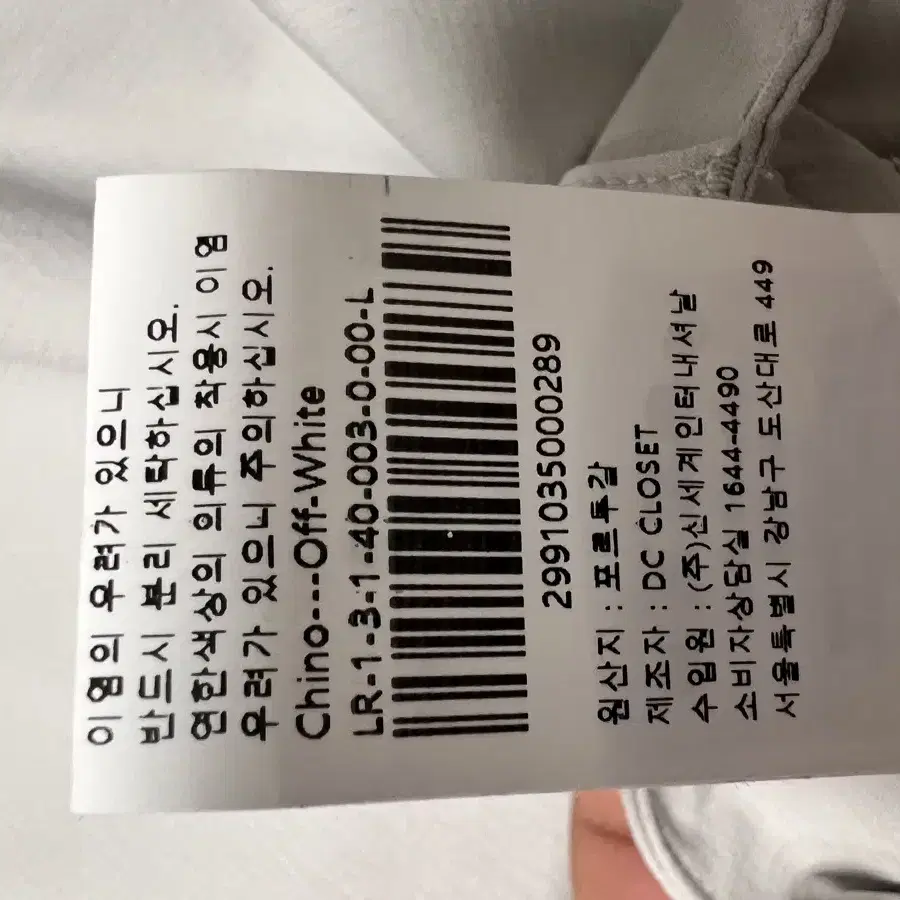 이염의 우려가 있으니
반드시 분리 세탁하십시오.
연한색상의 의류의 착용시 이염
우려가 있으니 주의하십시오.
Chino---Off-White
LR-1-3-1-40-003-0-00-L
2991035000289
원산지 : 포르투갈
제조자 : DC CLOSET
수입원 : (주)신세계인터내셔날
소비자상담실 1644-4490
서울특별시 강남구 도산대로 449